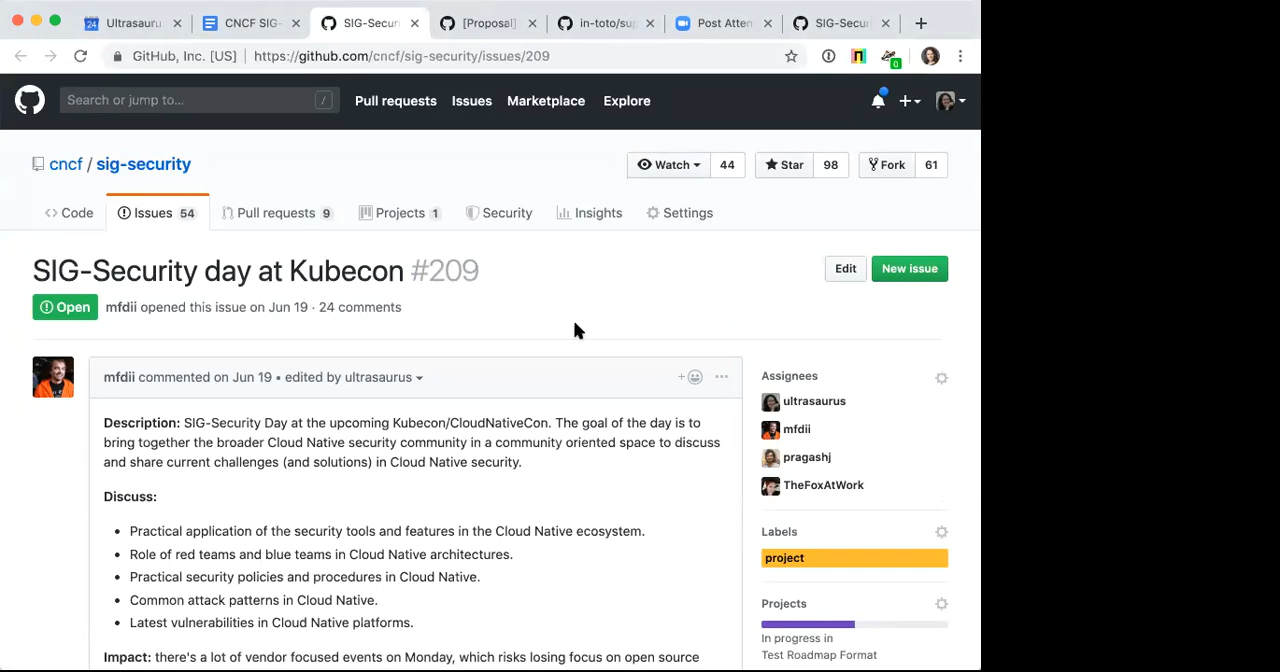 24 Ultrasauru
CNCF SIG-
SIG-Secur
[Proposal]
in-toto/sup
Post Atten
SIG-Secur
GitHub, Inc. [US] | https://github.com/cncf/sig-security/issues/209
0
Search or jump to... /
Pull requests Issues Marketplace Explore
cncf / sig-security
Watch 44 Star 98 Fork 61
Code Issues 54 Pull requests 9 Projects 1 Security Insights Settings
SIG-Security day at Kubecon #209
Edit New issue
Open mfdii opened this issue on Jun 19 · 24 comments
mfdii commented on Jun 19 • edited by ultrasaurus
Description: SIG-Security Day at the upcoming Kubecon/CloudNativeCon. The goal of the day is to
bring together the broader Cloud Native security community in a community oriented space to discuss
and share current challenges (and solutions) in Cloud Native security.
Discuss:
• Practical application of the security tools and features in the Cloud Native ecosystem.
• Role of red teams and blue teams in Cloud Native architectures.
• Practical security policies and procedures in Cloud Native.
• Common attack patterns in Cloud Native.
• Latest vulnerabilities in Cloud Native platforms.
Impact: there's a lot of vendor focused events on Monday, which risks losing focus on open source
Assignees
ultrasaurus
mfdii
pragashj
TheFoxAtWork
Labels
project
Projects
In progress in
Test Roadmap Format